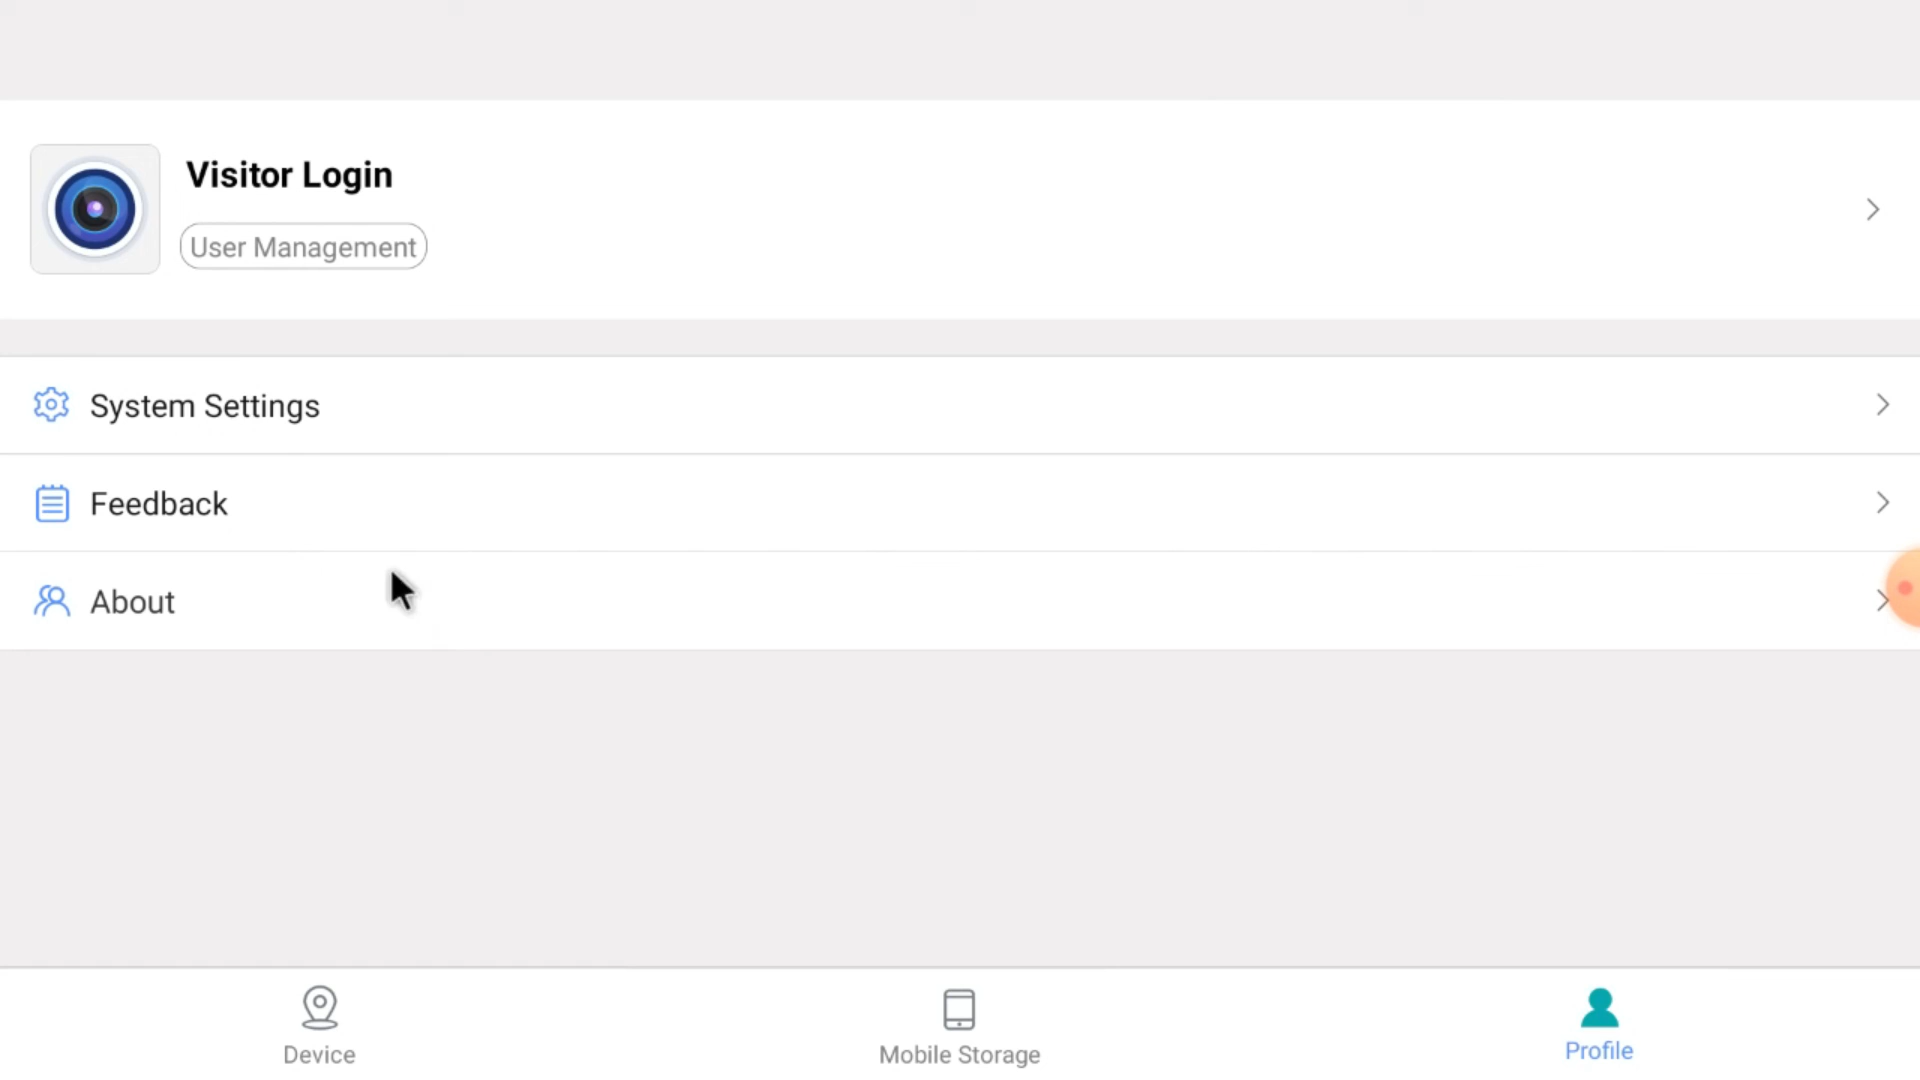 Visitor Login
User Management
System Settings
Feedback
About
Device
Mobile Storage
Profile